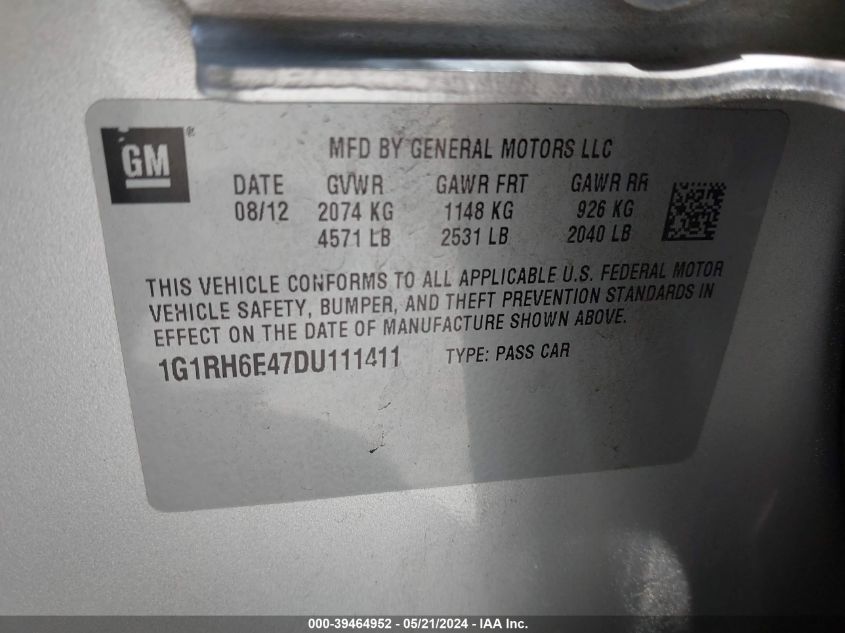 GM®
MFD BY GENERAL MOTORS LLC
DATE GVWR GAWR FRT GAWR RR
08/12 2074 KG 1148 KG 926 KG
4571 LB 2531 LB 2040 LB
THIS VEHICLE CONFORMS TO ALL APPLICABLE U.S. FEDERAL MOTOR
VEHICLE SAFETY, BUMPER, AND THEFT PREVENTION STANDARDS IN
EFFECT ON THE DATE OF MANUFACTURE SHOWN ABOVE.
1G1RH6E47DU111411 TYPE: PASS CAR
000-39464952 - 05/21/2024 - IAA Inc.